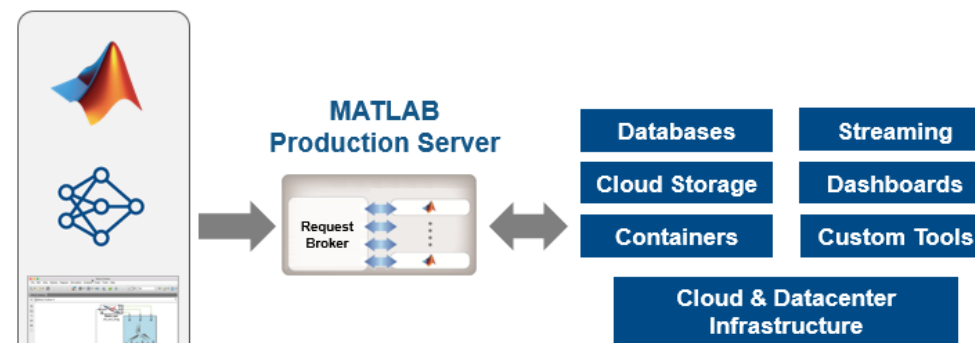 MATLAB
Production Server
Request
Broker
Databases
Streaming
Cloud Storage
Dashboards
Containers
Custom Tools
Cloud & Datacenter
Infrastructure